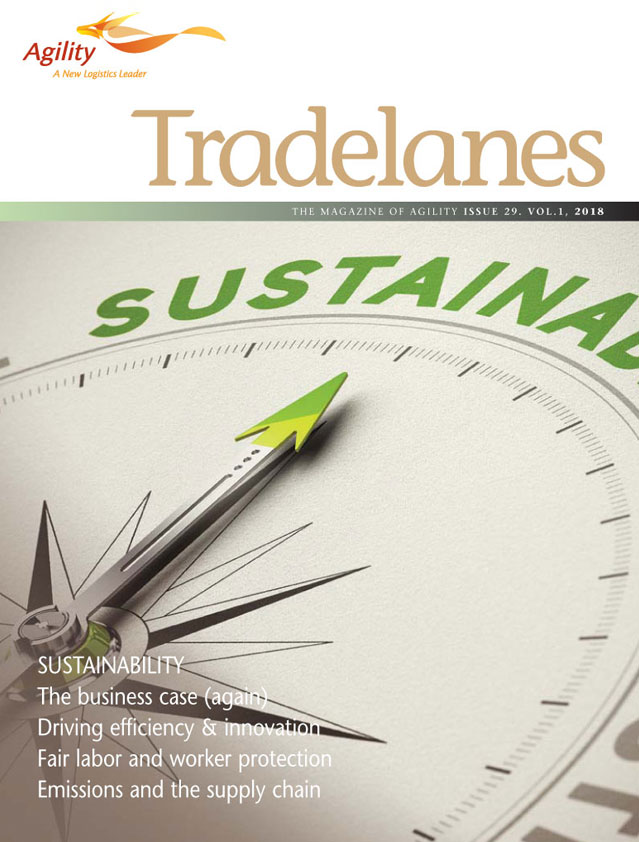 Agility
A New Logistics Leader
Tradelanes
THE MAGAZINE OF AGILITY ISSUE 29. VOL.1, 2018
SUSTAINAB
SUSTAINABILITY
The business case (again)
Driving efficiency & innovation
Fair labor and worker protection
Emissions and the supply chain